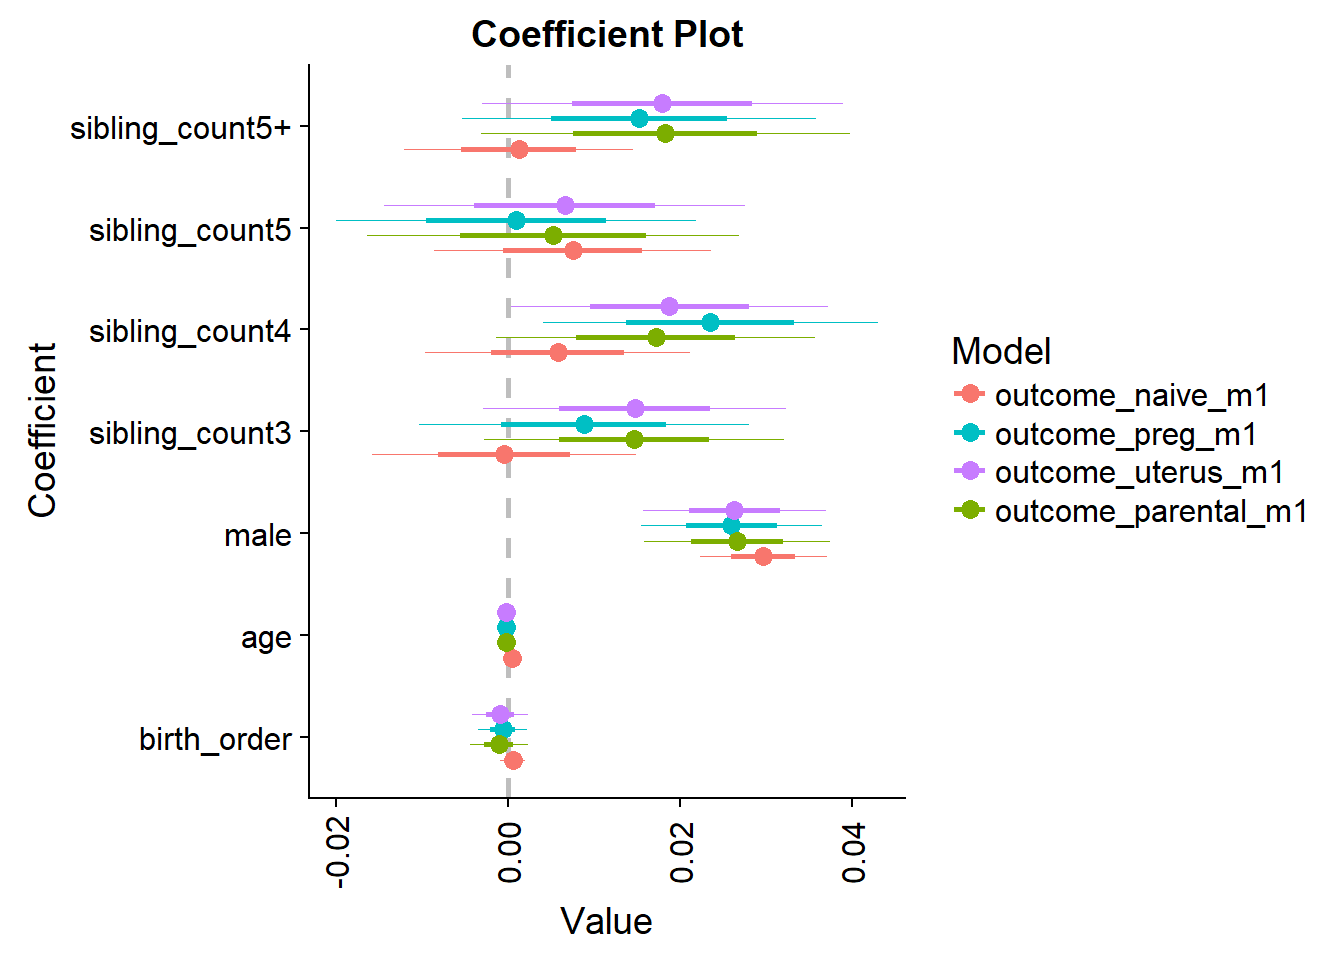 Coefficient Plot
sibling_count5+
sibling_count5
sibling_count4
sibling_count3
male
age
birth_order
Coefficient
-0.02
0.00
0.02
0.04
Value
Model
outcome_naive_m1
outcome_preg_m1
outcome_uterus_m1
outcome_parental_m1